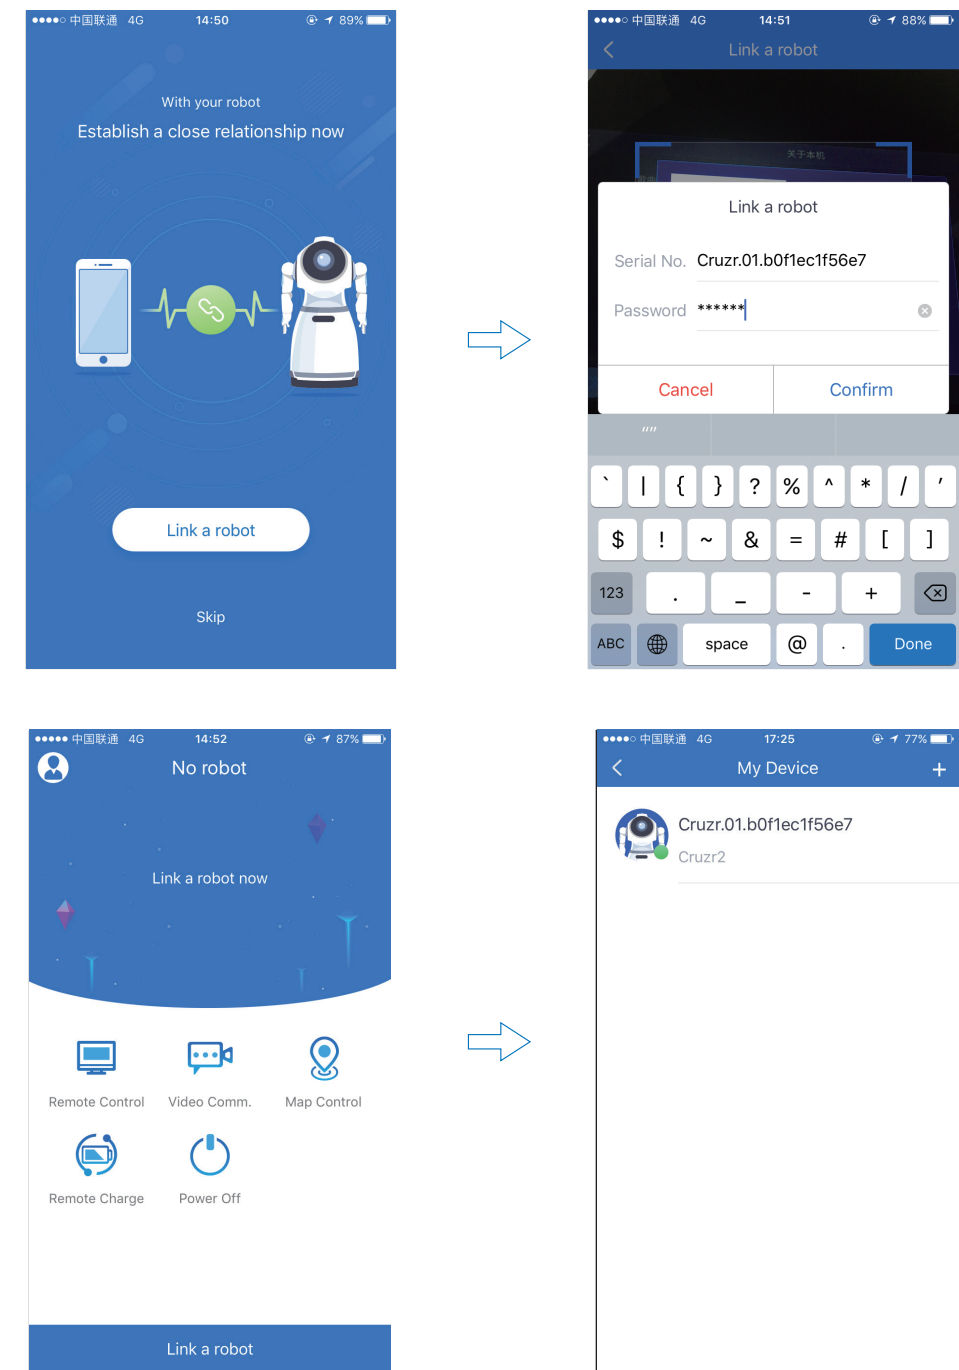 ●●●●○ 中国联通 4G 14:50 89%
With your robot
Establish a close relationship now
Link a robot
Skip
●●●●○ 中国联通 4G 14:51 88%
Link a robot
关于本机
Link a robot
Serial No. Cruzr.01.b0f1ec1f56e7
Password ******
Cancel Confirm
“”
` | { } ? % ^ * / ’
$ ! ~ & = # [ ]
123 . _ - +
ABC space @ . Done
●●●●● 中国联通 4G 14:52 87%
No robot
Link a robot now
Remote Control Video Comm. Map Control
Remote Charge Power Off
Link a robot
●●●●○ 中国联通 4G 17:25 77%
My Device +
Cruzr.01.b0f1ec1f56e7
Cruzr2